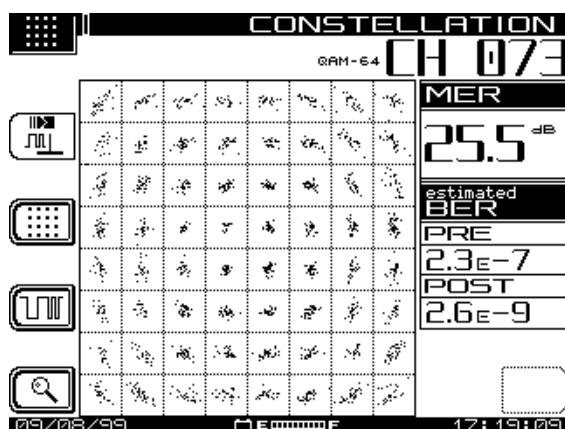 CONSTELLATION
QAM-64 CH 073
MER
25.5 dB
estimated
BER
PRE
2.3E-7
POST
2.6E-9
09/08/99 E F 17:19:09